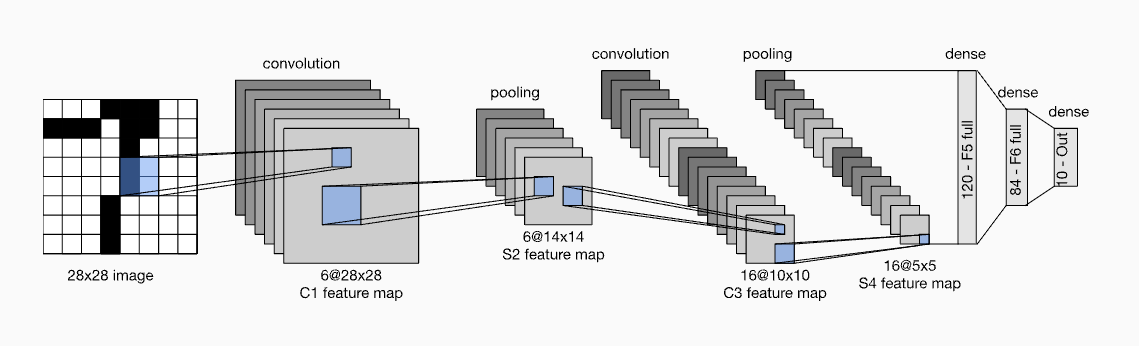 convolution
pooling
convolution
pooling
dense
dense
dense
28x28 image
6@28x28
C1 feature map
6@14x14
S2 feature map
16@10x10
C3 feature map
16@5x5
S4 feature map
120 - F5 full
84 - F6 full
10 - Out